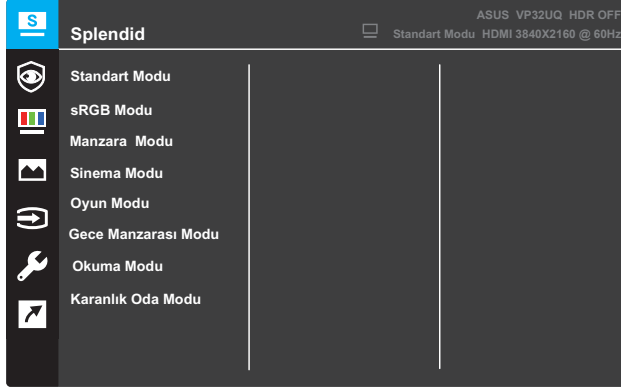 S
ASUS VP32UQ HDR OFF
Splendid
Standart Modu HDMI 3840X2160 @ 60Hz
Standart Modu
sRGB Modu
Manzara Modu
Sinema Modu
Oyun Modu
Gece Manzarası Modu
Okuma Modu
Karanlık Oda Modu